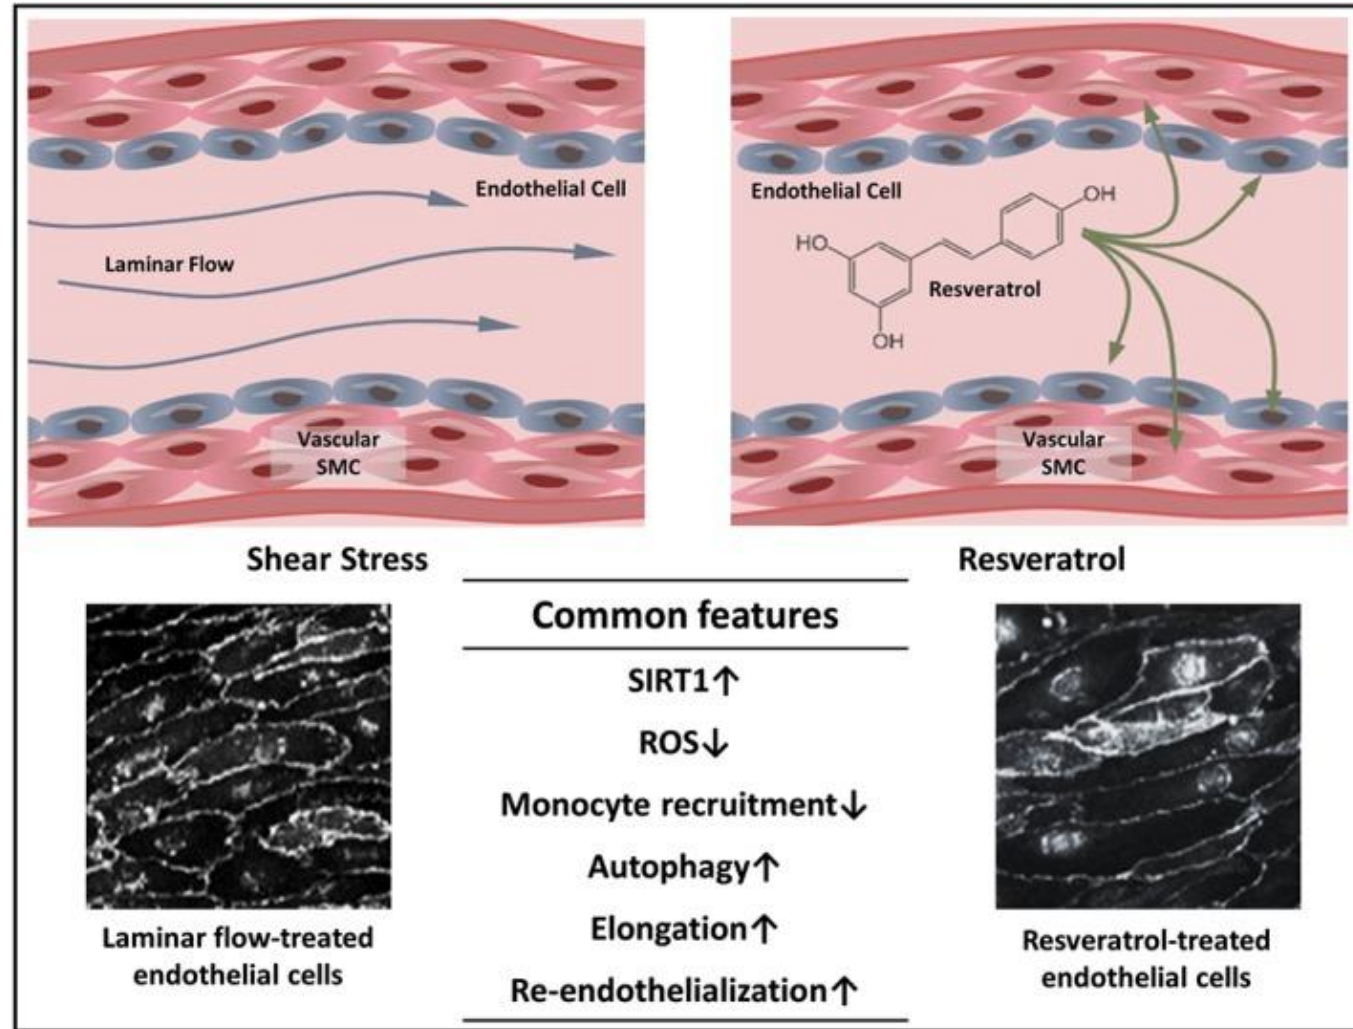 Endothelial Cell
Laminar Flow
Vascular
SMC
Shear Stress
Endothelial Cell
OH
HO
Resveratrol
OH
Vascular
SMC
Resveratrol
Common features
SIRT1↑
ROS↓
Monocyte recruitment↓
Autophagy↑
Elongation↑
Re-endothelialization↑
Laminar flow-treated
endothelial cells
Resveratrol-treated
endothelial cells